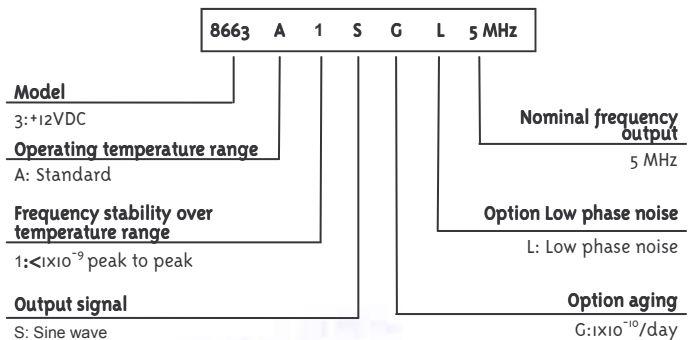 8663 A 1 S G L 5 MHz
Model
3:+12VDC
Operating temperature range
A: Standard
Frequency stability over
temperature range
1:<1x10⁻⁹ peak to peak
Output signal
S: Sine wave
Nominal frequency
output
5 MHz
Option Low phase noise
L: Low phase noise
Option aging
G:1x10⁻¹⁰/day